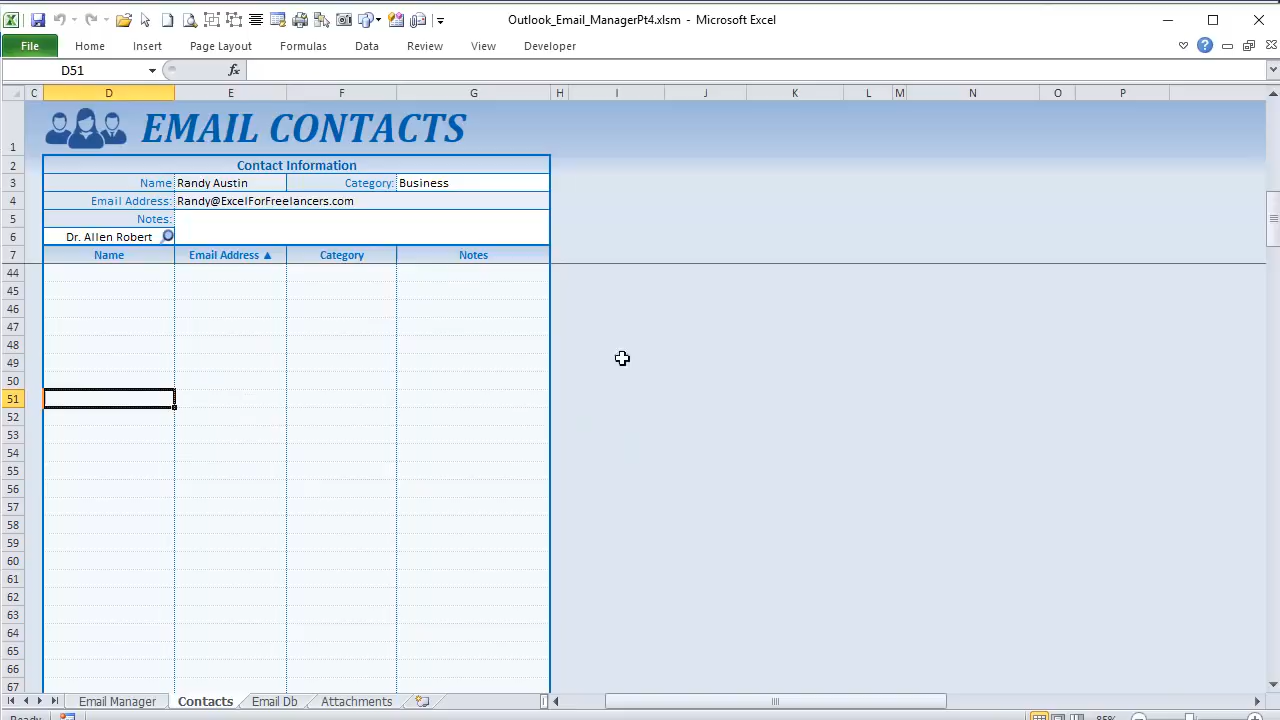 Outlook_Email_ManagerPt4.xlsm - Microsoft Excel
File Home Insert Page Layout Formulas Data Review View Developer
D51 fx
C D E F G H I J K L M N O P
1 EMAIL CONTACTS
2 Contact Information
3 Name Randy Austin Category: Business
4 Email Address: Randy@ExcelForFreelancers.com
5 Notes:
6 Dr. Allen Robert
7 Name Email Address ▲ Category Notes
44
45
46
47
48
49
50
51
52
53
54
55
56
57
58
59
60
61
62
63
64
65
66
67
Email Manager Contacts Email Db Attachments
Ready 85%